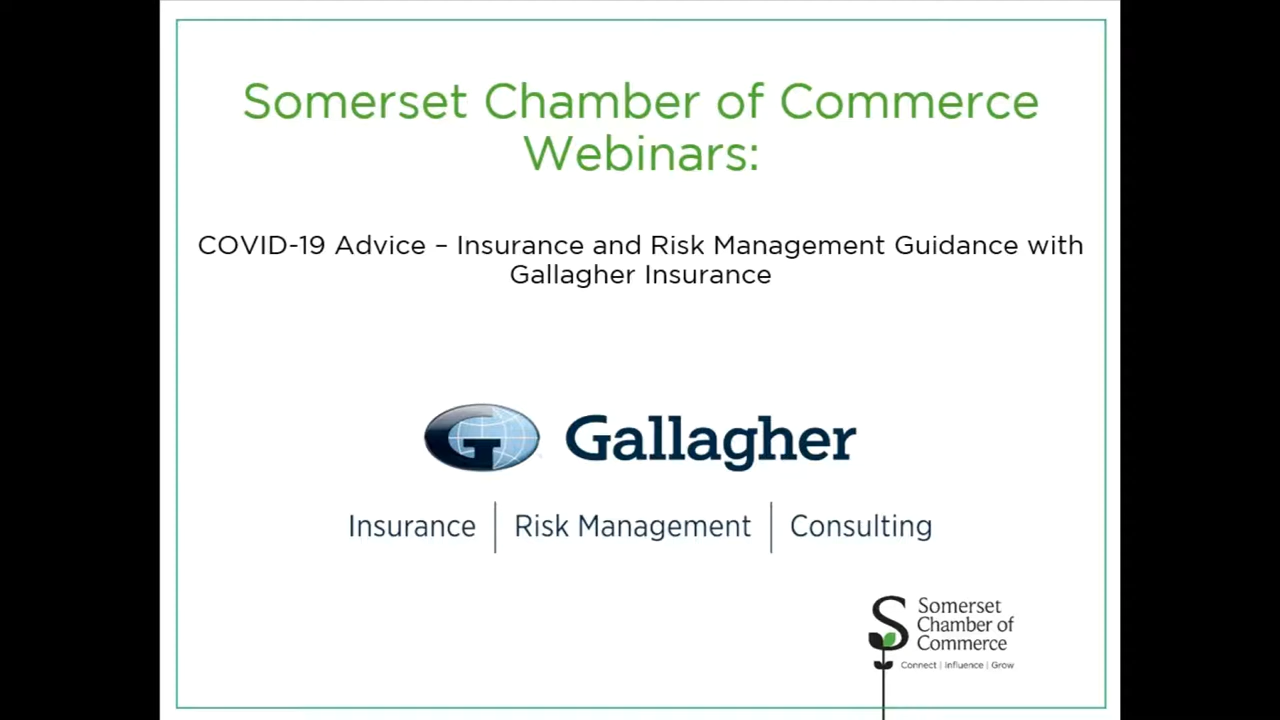 Somerset Chamber of Commerce
Webinars:
COVID-19 Advice – Insurance and Risk Management Guidance with
Gallagher Insurance
G Gallagher
Insurance | Risk Management | Consulting
Somerset
Chamber of
Commerce
Connect | Influence | Grow